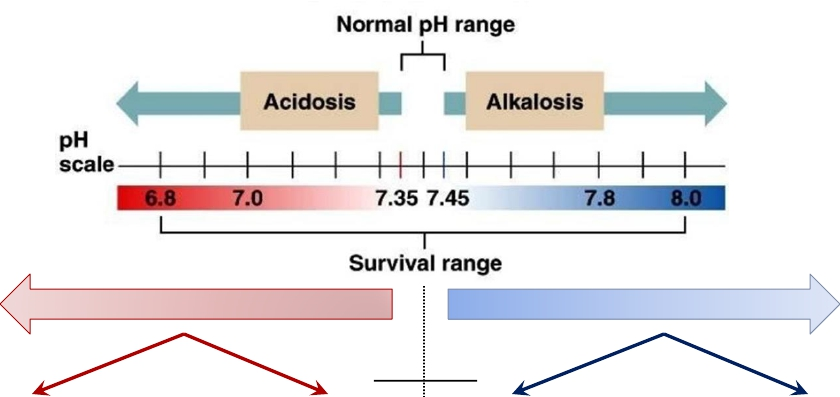 Normal pH range
Acidosis
Alkalosis
pH
scale
6.8 7.0 7.35 7.45 7.8 8.0
Survival range